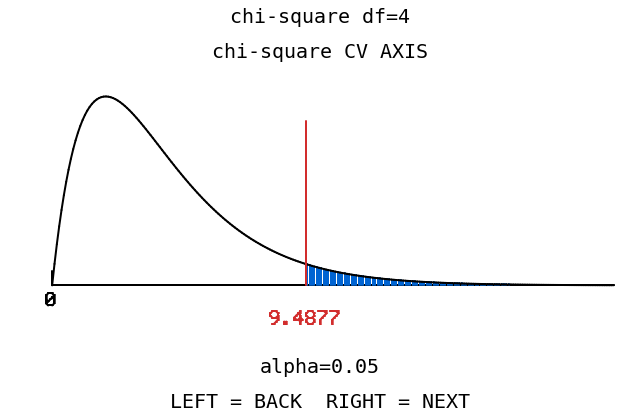 chi-square df=4
chi-square CV AXIS
0
9.4877
alpha=0.05
LEFT = BACK  RIGHT = NEXT